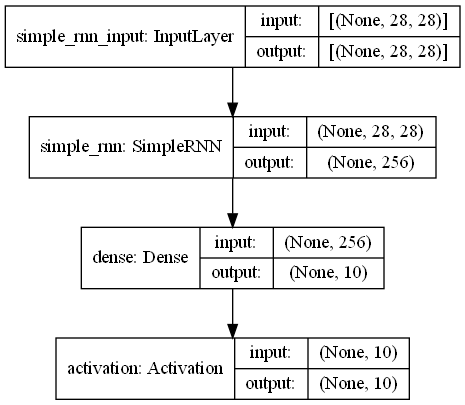 simple_rnn_input: InputLayer
input:
[(None, 28, 28)]
output:
[(None, 28, 28)]
simple_rnn: SimpleRNN
input:
(None, 28, 28)
output:
(None, 256)
dense: Dense
input:
(None, 256)
output:
(None, 10)
activation: Activation
input:
(None, 10)
output:
(None, 10)